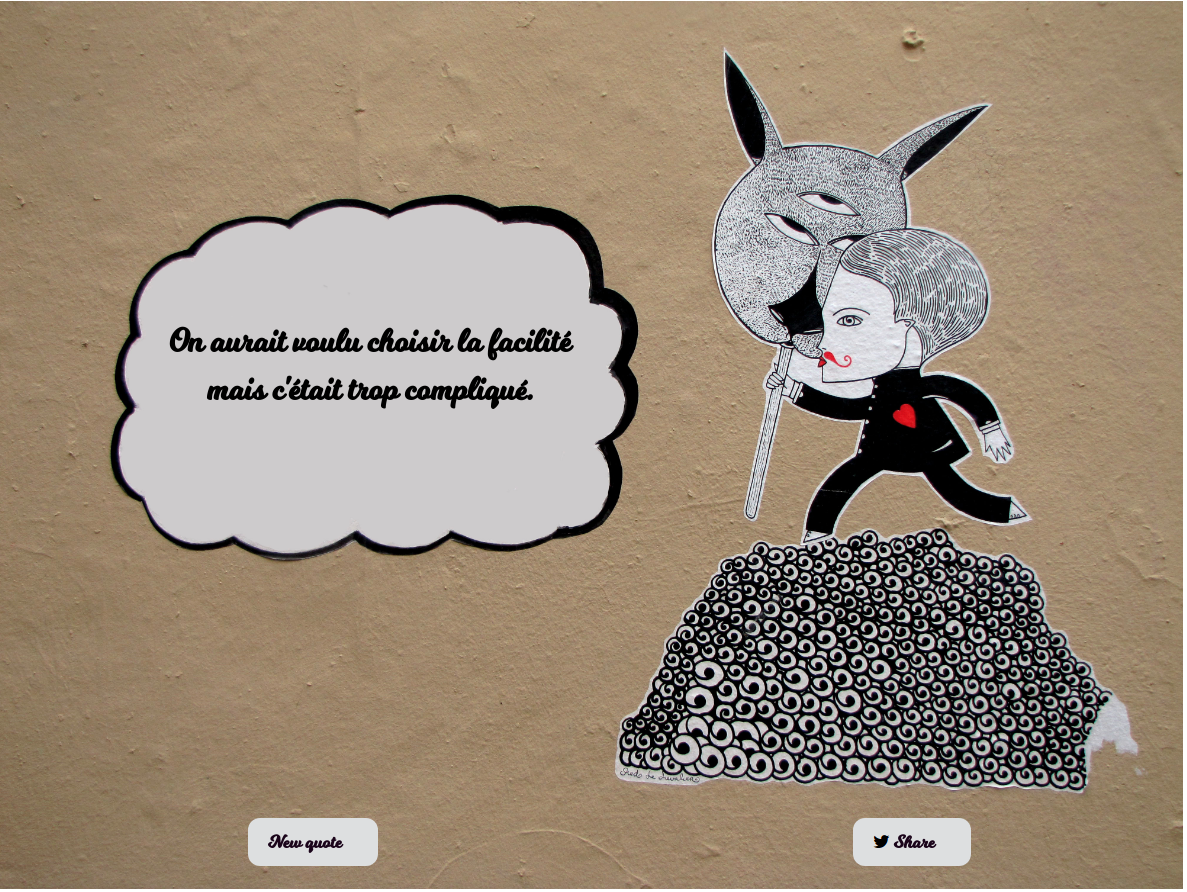 On aurait voulu choisir la facilité
mais c'était trop compliqué.
New quote
Share